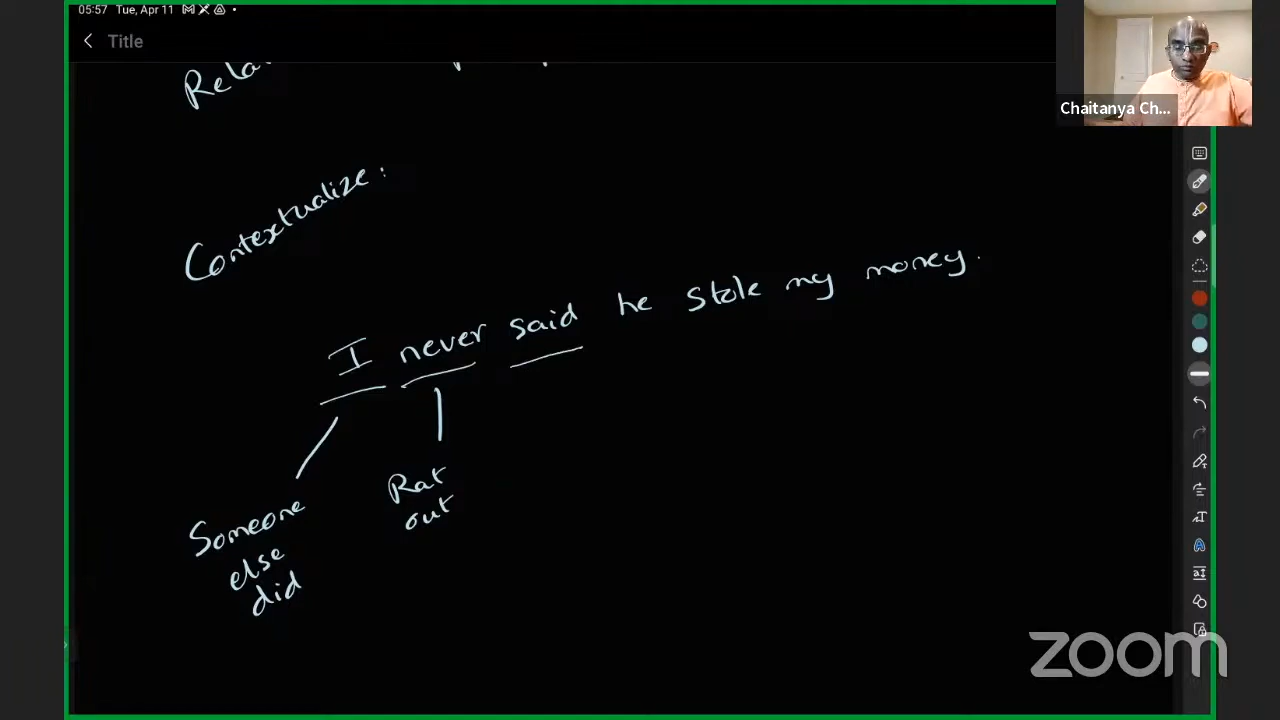 05:57 Tue, Apr 11
Title
Chaitanya Ch...
Contextualize:
I never said he stole my money.
Someone
else
did
Rat
out
zoom